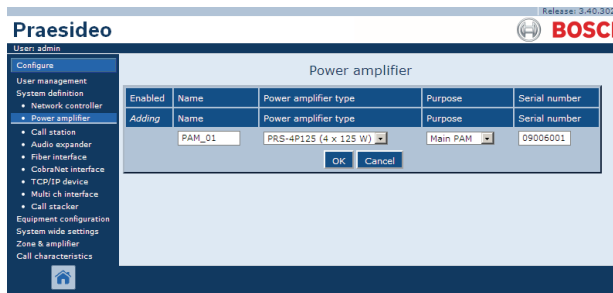 Release: 3.40.302
Praesideo
BOSCH
User: admin
Configure
User management
System definition
• Network controller
• Power amplifier
• Call station
• Audio expander
• Fiber interface
• CobraNet interface
• TCP/IP device
• Multi ch interface
• Call stacker
Equipment configuration
System wide settings
Zone & amplifier
Call characteristics
Power amplifier
Enabled Name Power amplifier type Purpose Serial number
Adding Name Power amplifier type Purpose Serial number
PAM_01 PRS-4P125 (4 x 125 W) Main PAM 09006001
OK Cancel